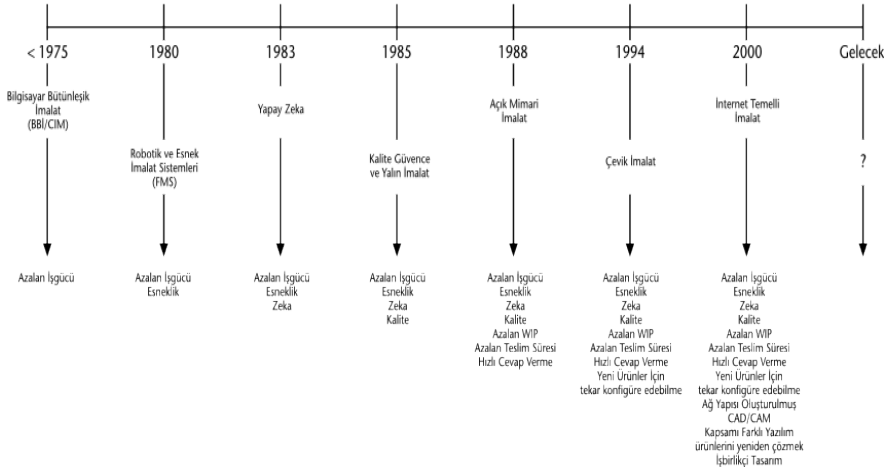 < 1975
1980
1983
1985
1988
1994
2000
Gelecek
Bilgisayar Bütünleşik
İmalat
(BBİ/CIM)
Robotik ve Esnek
İmalat Sistemleri
(FMS)
Yapay Zeka
Kalite Güvence
ve Yalın İmalat
Açık Mimari
İmalat
Çevik İmalat
İnternet Temelli
İmalat
?
Azalan İşgücü
Azalan İşgücü
Esneklik
Azalan İşgücü
Esneklik
Zeka
Azalan İşgücü
Esneklik
Zeka
Kalite
Azalan İşgücü
Esneklik
Zeka
Kalite
Azalan WIP
Azalan Teslim Süresi
Hızlı Cevap Verme
Azalan İşgücü
Esneklik
Zeka
Kalite
Azalan WIP
Azalan Teslim Süresi
Hızlı Cevap Verme
Yeni Ürünler İçin
tekar konfigüre edebilme
Azalan İşgücü
Esneklik
Zeka
Kalite
Azalan WIP
Azalan Teslim Süresi
Hızlı Cevap Verme
Yeni Ürünler İçin
tekar konfigüre edebilme
Ağ Yapısı Oluşturulmuş
CAD/CAM
Kapsamı Farklı Yazılım
ürünlerini yeniden çözmek
İşbirlikçi Tasarım